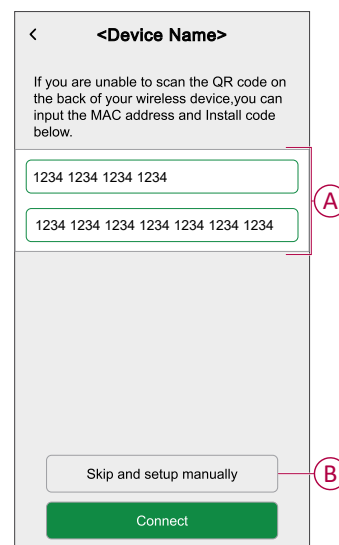 <
<Device Name>
If you are unable to scan the QR code on
the back of your wireless device,you can
input the MAC address and Install code
below.
1234 1234 1234 1234
A
1234 1234 1234 1234 1234 1234 1234
Skip and setup manually
B
Connect